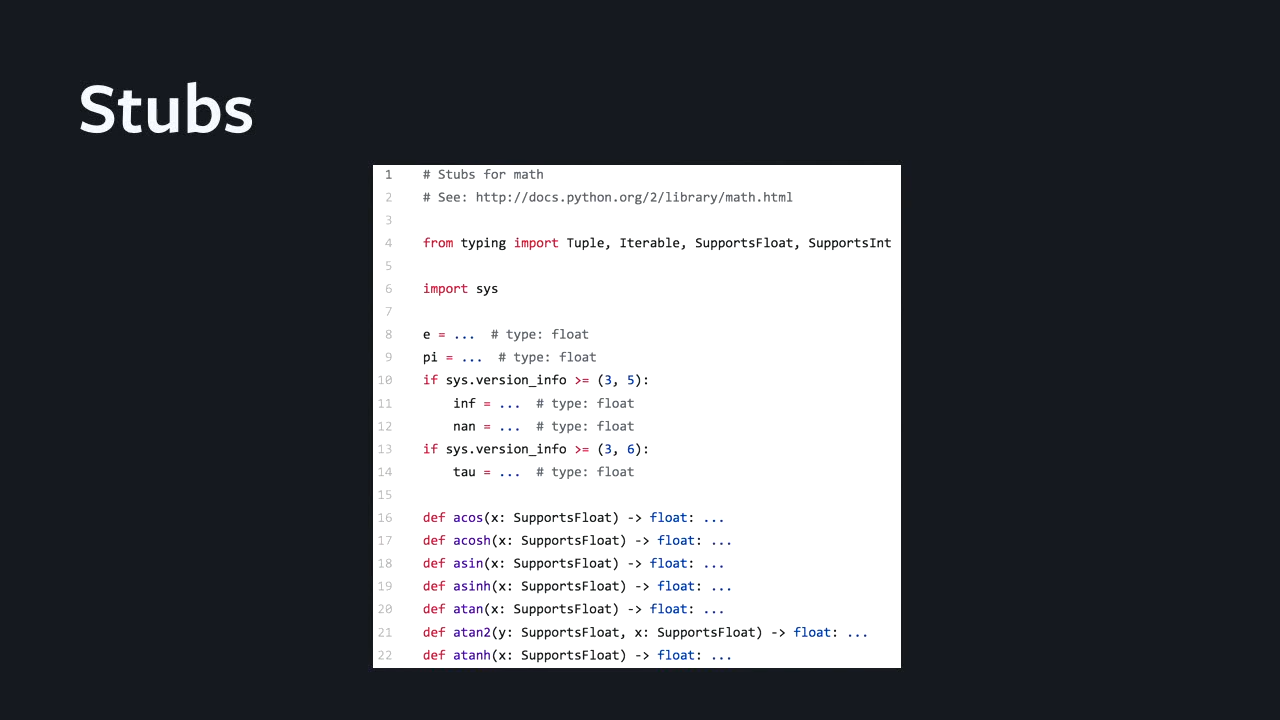 Stubs
1 # Stubs for math
2 # See: http://docs.python.org/2/library/math.html
3
4 from typing import Tuple, Iterable, SupportsFloat, SupportsInt
5
6 import sys
7
8 e = ...  # type: float
9 pi = ...  # type: float
10 if sys.version_info >= (3, 5):
11     inf = ...  # type: float
12     nan = ...  # type: float
13 if sys.version_info >= (3, 6):
14     tau = ...  # type: float
15
16 def acos(x: SupportsFloat) -> float: ...
17 def acosh(x: SupportsFloat) -> float: ...
18 def asin(x: SupportsFloat) -> float: ...
19 def asinh(x: SupportsFloat) -> float: ...
20 def atan(x: SupportsFloat) -> float: ...
21 def atan2(y: SupportsFloat, x: SupportsFloat) -> float: ...
22 def atanh(x: SupportsFloat) -> float: ...